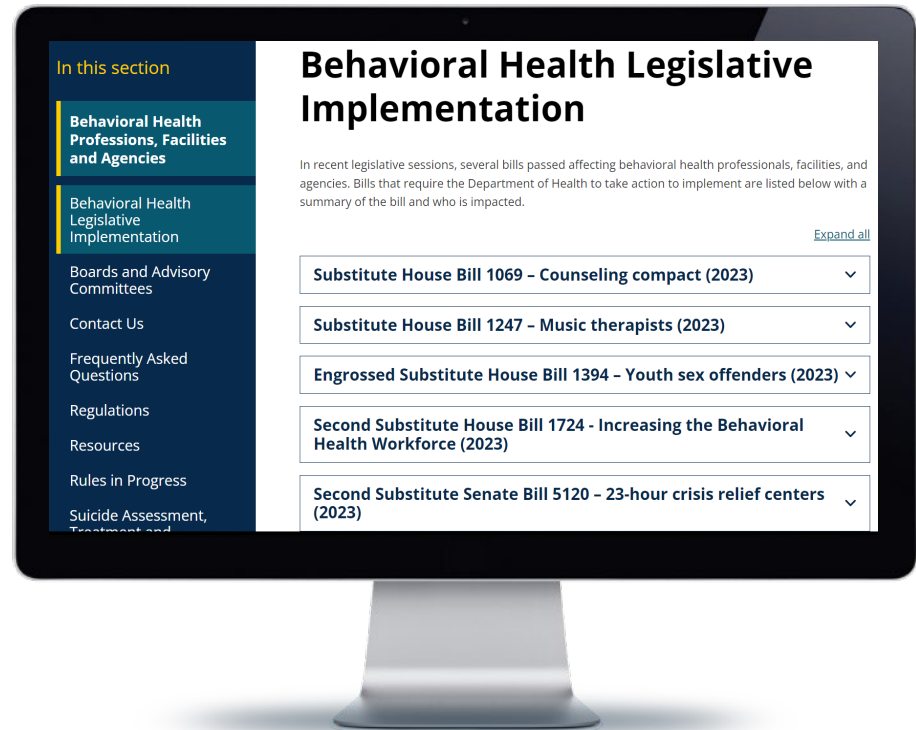 In this section
Behavioral Health
Professions, Facilities
and Agencies
Behavioral Health
Legislative
Implementation
Boards and Advisory
Committees
Contact Us
Frequently Asked
Questions
Regulations
Resources
Rules in Progress
Suicide Assessment,
Treatment and
Behavioral Health Legislative
Implementation
In recent legislative sessions, several bills passed affecting behavioral health professionals, facilities, and
agencies. Bills that require the Department of Health to take action to implement are listed below with a
summary of the bill and who is impacted.
Expand all
Substitute House Bill 1069 – Counseling compact (2023)
Substitute House Bill 1247 – Music therapists (2023)
Engrossed Substitute House Bill 1394 – Youth sex offenders (2023)
Second Substitute House Bill 1724 - Increasing the Behavioral
Health Workforce (2023)
Second Substitute Senate Bill 5120 – 23-hour crisis relief centers
(2023)